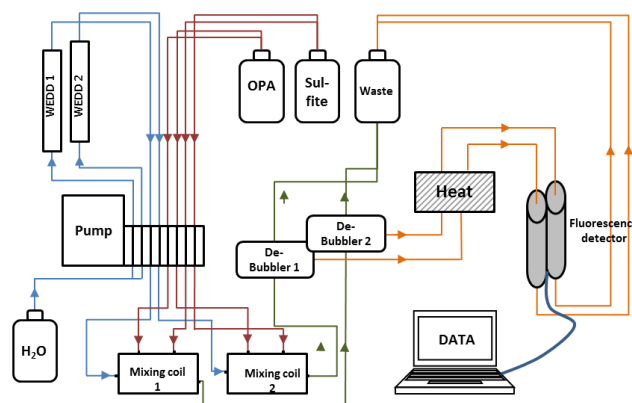 WEDD 1
WEDD 2
OPA
Sul-
fite
Waste
Heat
Pump
De-
Bubbler 1
De-
Bubbler 2
Fluorescenc
detector
H₂O
Mixing coil
1
Mixing coil
2
DATA